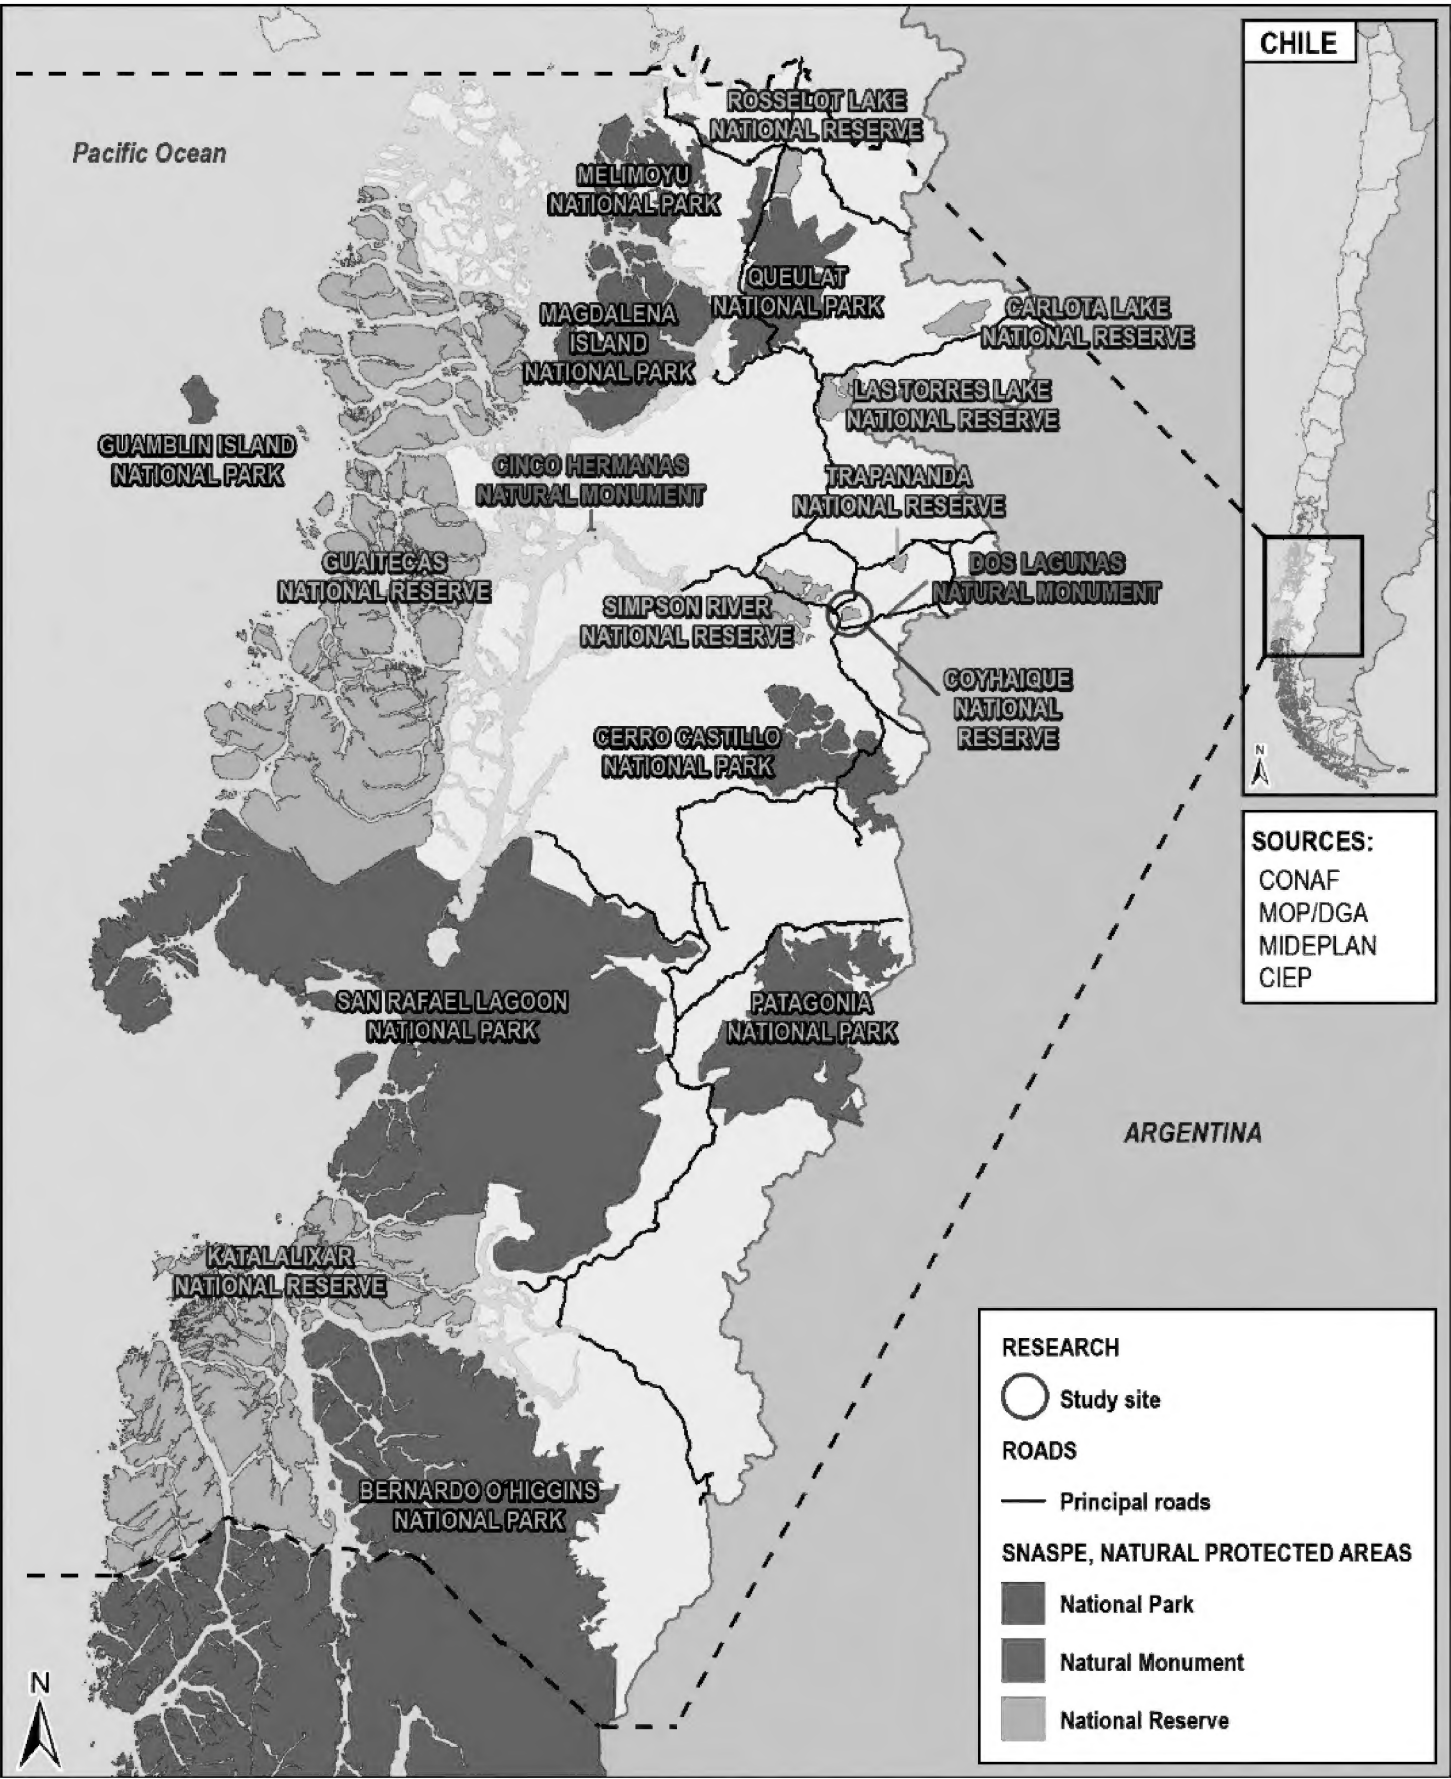 CHILE
Pacific Ocean
ROSSELOT LAKE
NATIONAL RESERVE
MELIMOYU
NATIONAL PARK
QUEULAT
NATIONAL PARK
MAGDALENA
ISLAND
NATIONAL PARK
CARLOTA LAKE
NATIONAL RESERVE
LAS TORRES LAKE
NATIONAL RESERVE
GUAMBLIN ISLAND
NATIONAL PARK
CINCO HERMANAS
NATURAL MONUMENT
TRAPANANDA
NATIONAL RESERVE
GUAITECAS
NATIONAL RESERVE
DOS LAGUNAS
NATURAL MONUMENT
SIMPSON RIVER
NATIONAL RESERVE
COYHAIQUE
NATIONAL
RESERVE
CERRO CASTILLO
NATIONAL PARK
N
SOURCES:
CONAF
MOP/DGA
MIDEPLAN
CIEP
SAN RAFAEL LAGOON
NATIONAL PARK
PATAGONIA
NATIONAL PARK
ARGENTINA
KATALALIXAR
NATIONAL RESERVE
BERNARDO O´HIGGINS
NATIONAL PARK
RESEARCH
Study site
ROADS
Principal roads
SNASPE, NATURAL PROTECTED AREAS
National Park
Natural Monument
National Reserve
N